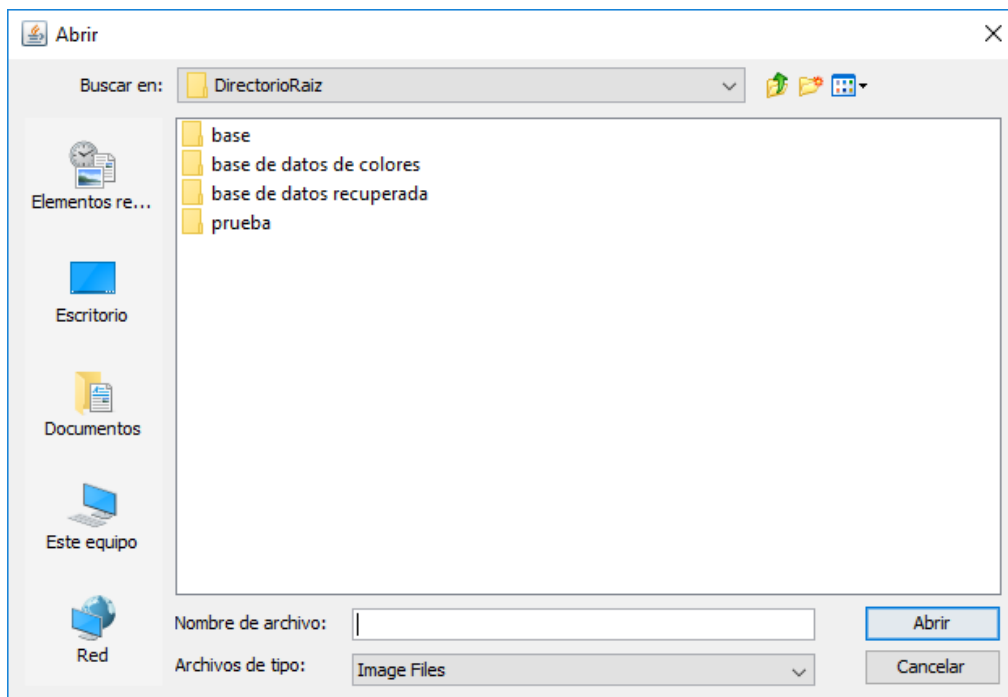 Abrir
Buscar en: DirectorioRaiz
base
base de datos de colores
base de datos recuperada
prueba
Elementos re...
Escritorio
Documentos
Este equipo
Red
Nombre de archivo: Abrir
Archivos de tipo: Image Files Cancelar